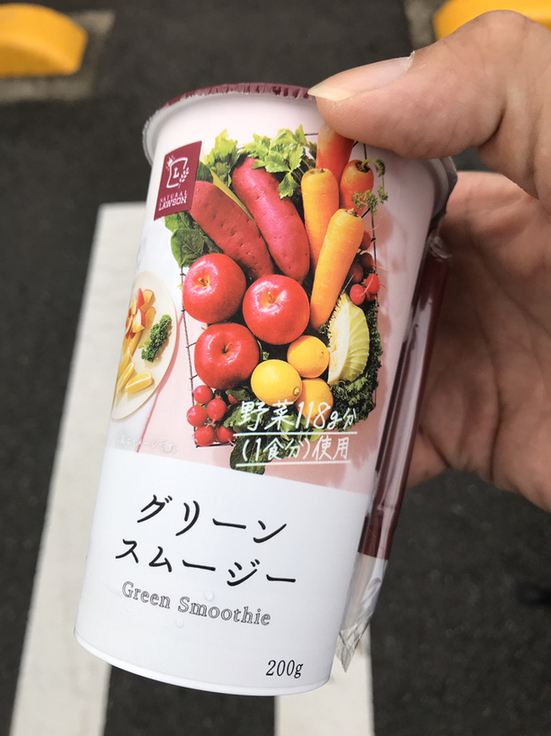 L
NATURAL
LAWSON
野菜118g分
(1食分)使用
グリーン
スムージー
Green Smoothie
200g